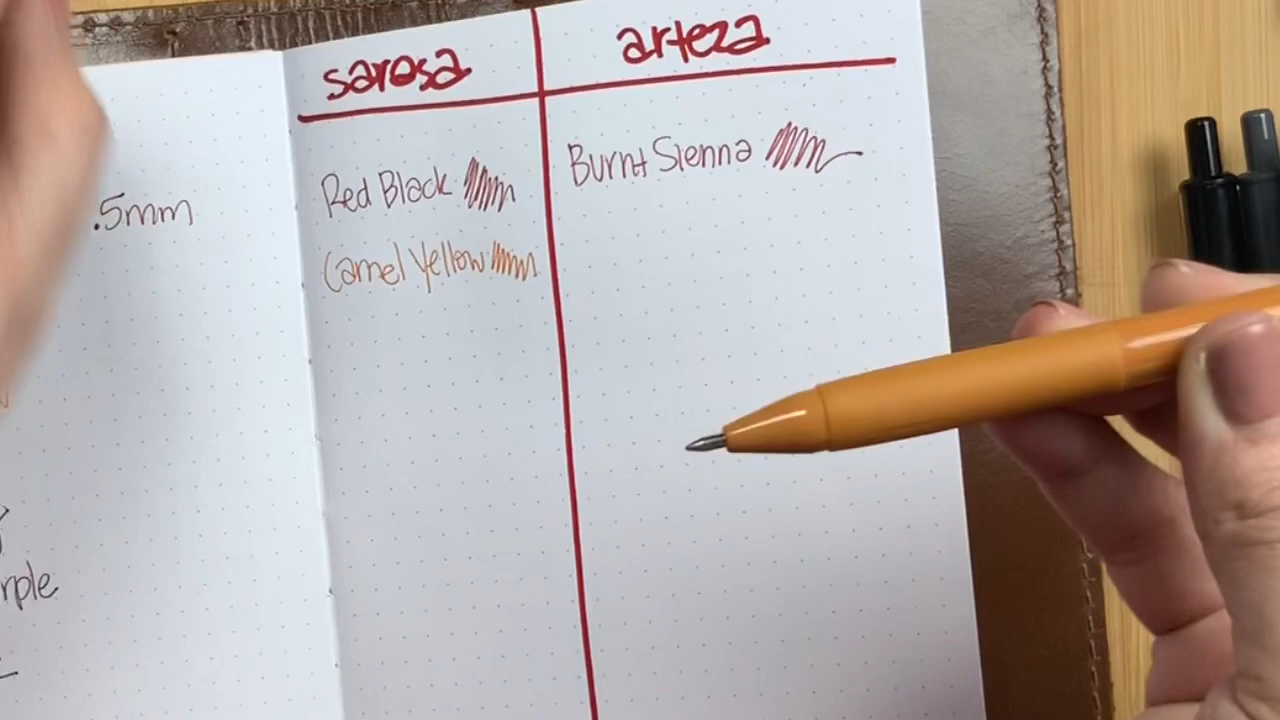 sarasa
arteza
Red Black
Burnt Sienna
Camel Yellow
.5mm
rple